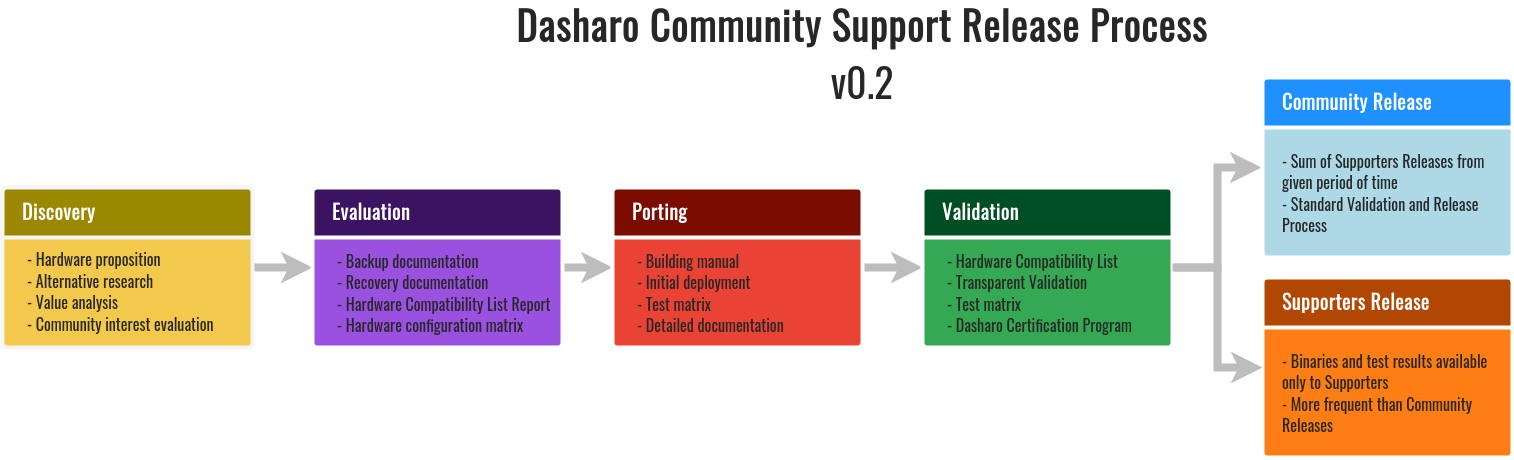 Dasharo Community Support Release Process
v0.2
Discovery
- Hardware proposition
- Alternative research
- Value analysis
- Community interest evaluation
Evaluation
- Backup documentation
- Recovery documentation
- Hardware Compatibility List Report
- Hardware configuration matrix
Porting
- Building manual
- Initial deployment
- Test matrix
- Detailed documentation
Validation
- Hardware Compatibility List
- Transparent Validation
- Test matrix
- Dasharo Certification Program
Community Release
- Sum of Supporters Releases from
given period of time
- Standard Validation and Release
Process
Supporters Release
- Binaries and test results available
only to Supporters
- More frequent than Community
Releases